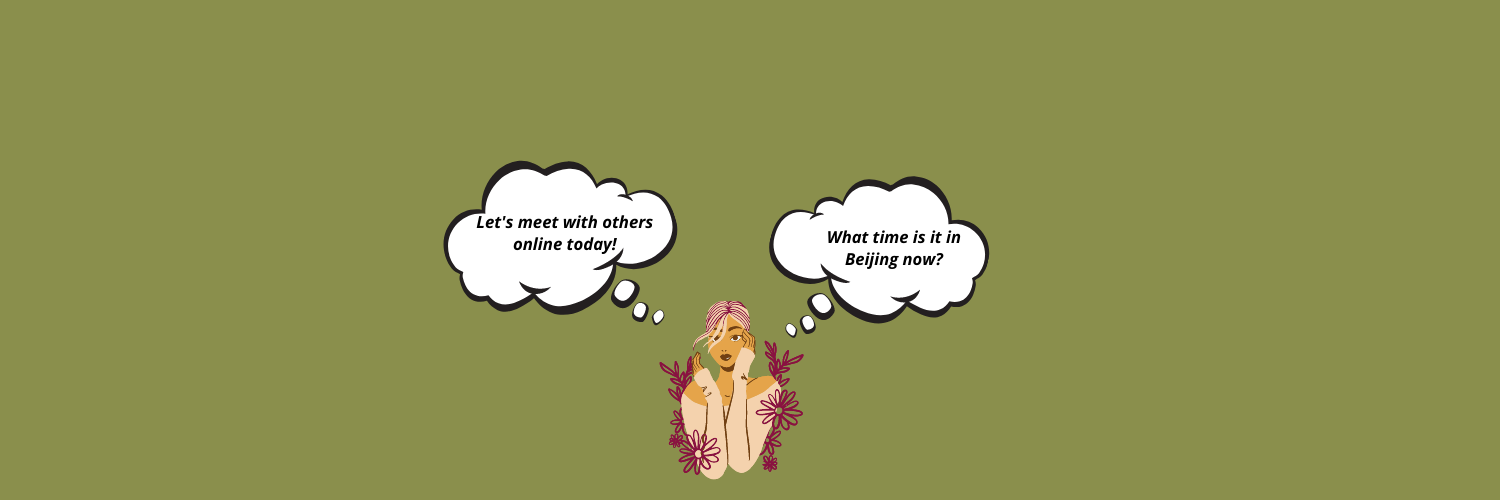 Let's meet with others
online today!
What time is it in
Beijing now?